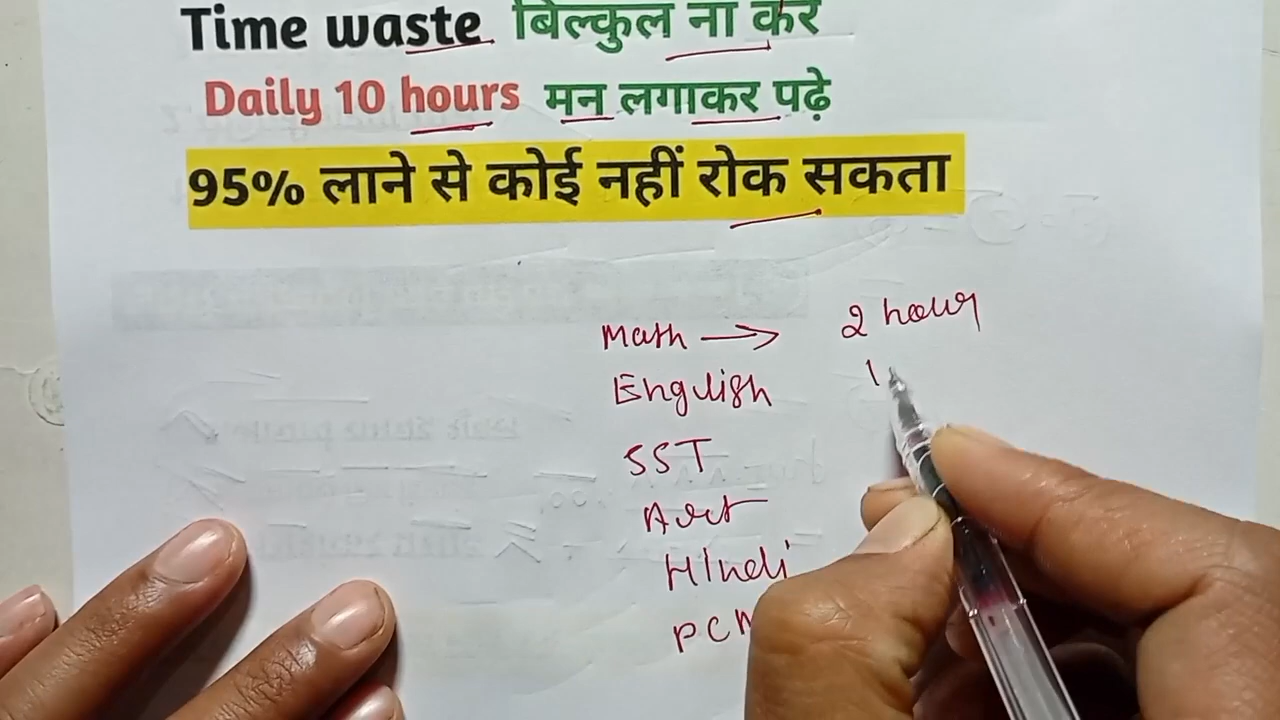 Time waste बिल्कुल ना करें
Daily 10 hours मन लगाकर पढ़े
95% लाने से कोई नहीं रोक सकता
Math → 2 hour
English 1
SST
Art
Hindi
PCM